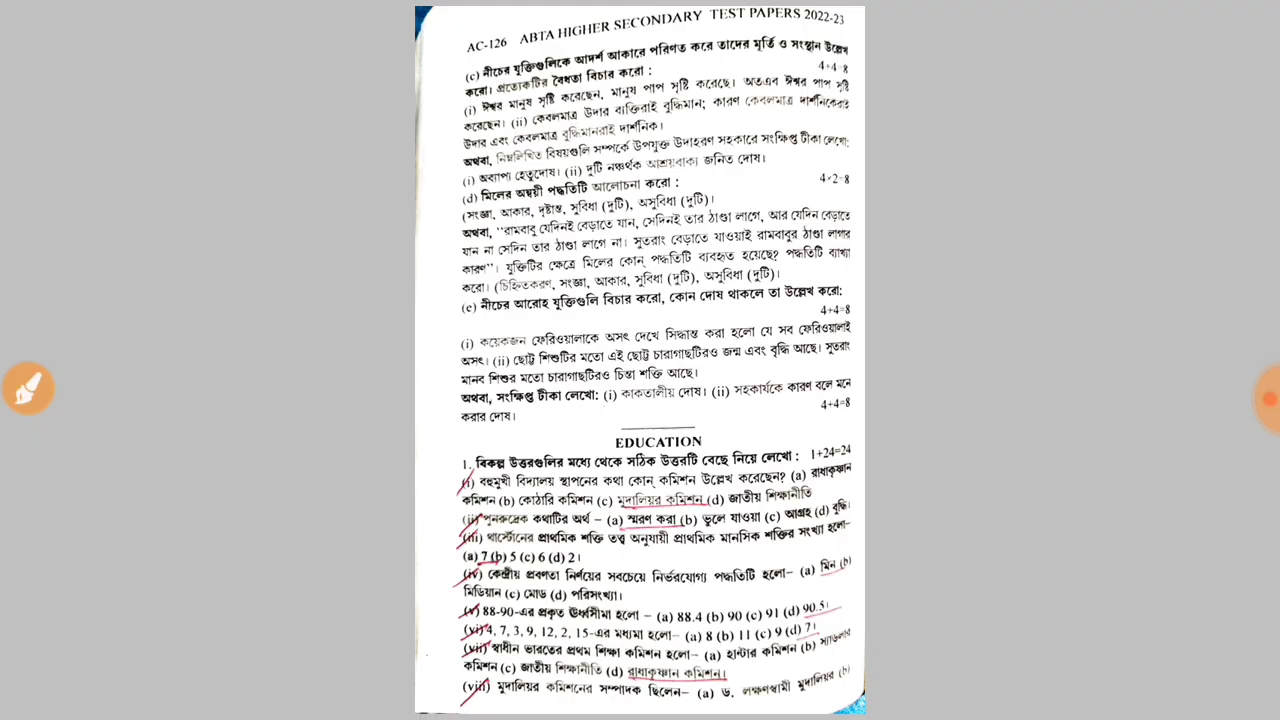 AC-126 ABTA HIGHER SECONDARY TEST PAPERS 2022-23
(c) নীচের যুক্তিগুলিকে আদর্শ আকারে পরিণত করে তাদের মূর্তি ও সংস্থান উল্লেখ
করো। প্রত্যেকটির বৈধতা বিচার করো : 4+4=8
(i) ঈশ্বর মানুষ সৃষ্টি করেছেন, মানুষ পাপ সৃষ্টি করেছে। অতএব ঈশ্বর পাপ সৃষ্টি
করেছেন। (ii) কেবলমাত্র উদার ব্যক্তিরাই বুদ্ধিমান; কারণ কেবলমাত্র দার্শনিকেরাই
উদার এবং কেবলমাত্র বুদ্ধিমানরাই দার্শনিক।
অথবা, নিম্নলিখিত বিষয়গুলি সম্পর্কে উপযুক্ত উদাহরণ সহকারে সংক্ষিপ্ত টীকা লেখো:
(i) অব্যাপ্য হেতুদোষ। (ii) দুটি নঞর্থক আশ্রয়বাক্য জনিত দোষ।
(d) মিলের অন্বয়ী পদ্ধতিটি আলোচনা করো : 4×2=8
(সংজ্ঞা, আকার, দৃষ্টান্ত, সুবিধা (দুটি), অসুবিধা (দুটি)।
অথবা, “রামবাবু যেদিনই বেড়াতে যান, সেদিনই তার ঠাণ্ডা লাগে, আর যেদিন বেড়াতে
যান না সেদিন তার ঠাণ্ডা লাগে না। সুতরাং বেড়াতে যাওয়াই রামবাবুর ঠাণ্ডা লাগার
কারণ”। যুক্তিটির ক্ষেত্রে মিলের কোন্ পদ্ধতিটি ব্যবহৃত হয়েছে? পদ্ধতিটি ব্যাখ্যা
করো। (চিহ্নিতকরণ, সংজ্ঞা, আকার, সুবিধা (দুটি), অসুবিধা (দুটি)।
(e) নীচের আরোহ যুক্তিগুলি বিচার করো, কোন দোষ থাকলে তা উল্লেখ করো:
4+4=8
(i) কয়েকজন ফেরিওয়ালাকে অসৎ দেখে সিদ্ধান্ত করা হলো যে সব ফেরিওয়ালাই
অসৎ। (ii) ছোট্ট শিশুটির মতো এই ছোট্ট চারাগাছটিরও জন্ম এবং বৃদ্ধি আছে। সুতরাং
মানব শিশুর মতো চারাগাছটিরও চিন্তা শক্তি আছে।
অথবা, সংক্ষিপ্ত টীকা লেখো: (i) কাকতালীয় দোষ। (ii) সহকার্যকে কারণ বলে মনে
করার দোষ। 4+4=8
EDUCATION
1. বিকল্প উত্তরগুলির মধ্যে থেকে সঠিক উত্তরটি বেছে নিয়ে লেখো : 1+24=24
(i) বহুমুখী বিদ্যালয় স্থাপনের কথা কোন্ কমিশন উল্লেখ করেছেন? (a) রাধাকৃষ্ণান
কমিশন (b) কোঠারি কমিশন (c) মুদালিয়র কমিশন (d) জাতীয় শিক্ষানীতি
(ii) পুনরুদ্রেক কথাটির অর্থ – (a) স্মরণ করা (b) ভুলে যাওয়া (c) আগ্রহ (d) বৃদ্ধি।
(iii) থার্স্টোনের প্রাথমিক শক্তি তত্ত্ব অনুযায়ী প্রাথমিক মানসিক শক্তির সংখ্যা হলো–
(a) 7 (b) 5 (c) 6 (d) 2।
(iv) কেন্দ্রীয় প্রবণতা নির্ণয়ের সবচেয়ে নির্ভরযোগ্য পদ্ধতিটি হলো– (a) মিন (b)
মিডিয়ান (c) মোড (d) পরিসংখ্যা।
(v) 88-90-এর প্রকৃত ঊর্ধ্বসীমা হলো – (a) 88.4 (b) 90 (c) 91 (d) 90.5।
(vi) 4, 7, 3, 9, 12, 2, 15-এর মধ্যমা হলো– (a) 8 (b) 11 (c) 9 (d) 7।
(vii) স্বাধীন ভারতের প্রথম শিক্ষা কমিশন হলো– (a) হান্টার কমিশন (b) স্যাডলার
কমিশন (c) জাতীয় শিক্ষানীতি (d) রাধাকৃষ্ণান কমিশন।
(viii) মুদালিয়র কমিশনের সম্পাদক ছিলেন– (a) ড. লক্ষণস্বামী মুদালিয়র (b)